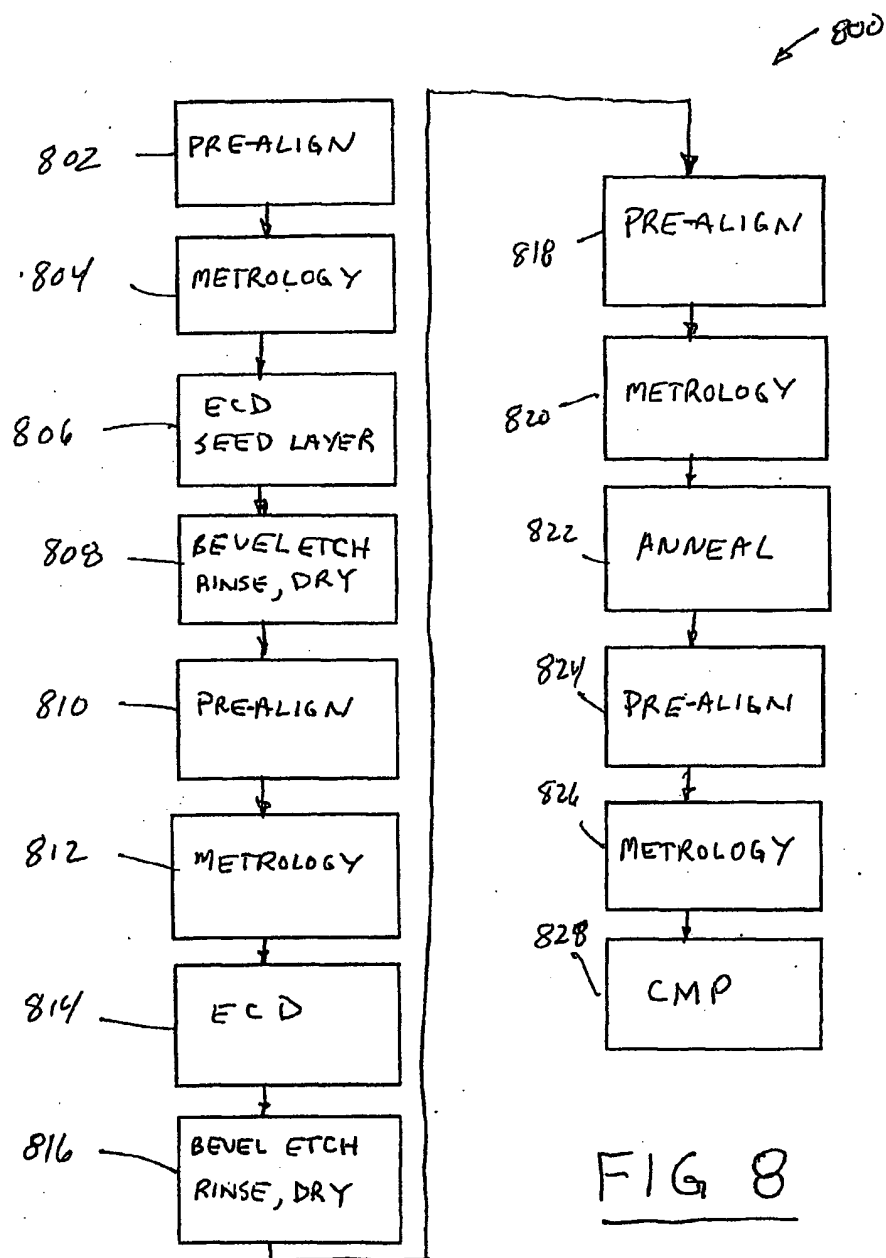 800
802
PRE-ALIGN
804
METROLOGY
806
ECD
SEED LAYER
808
BEVEL ETCH
RINSE, DRY
810
PRE-ALIGN
812
METROLOGY
814
ECD
816
BEVEL ETCH
RINSE, DRY
818
PRE-ALIGN
820
METROLOGY
822
ANNEAL
824
PRE-ALIGN
826
METROLOGY
828
CMP
FIG 8